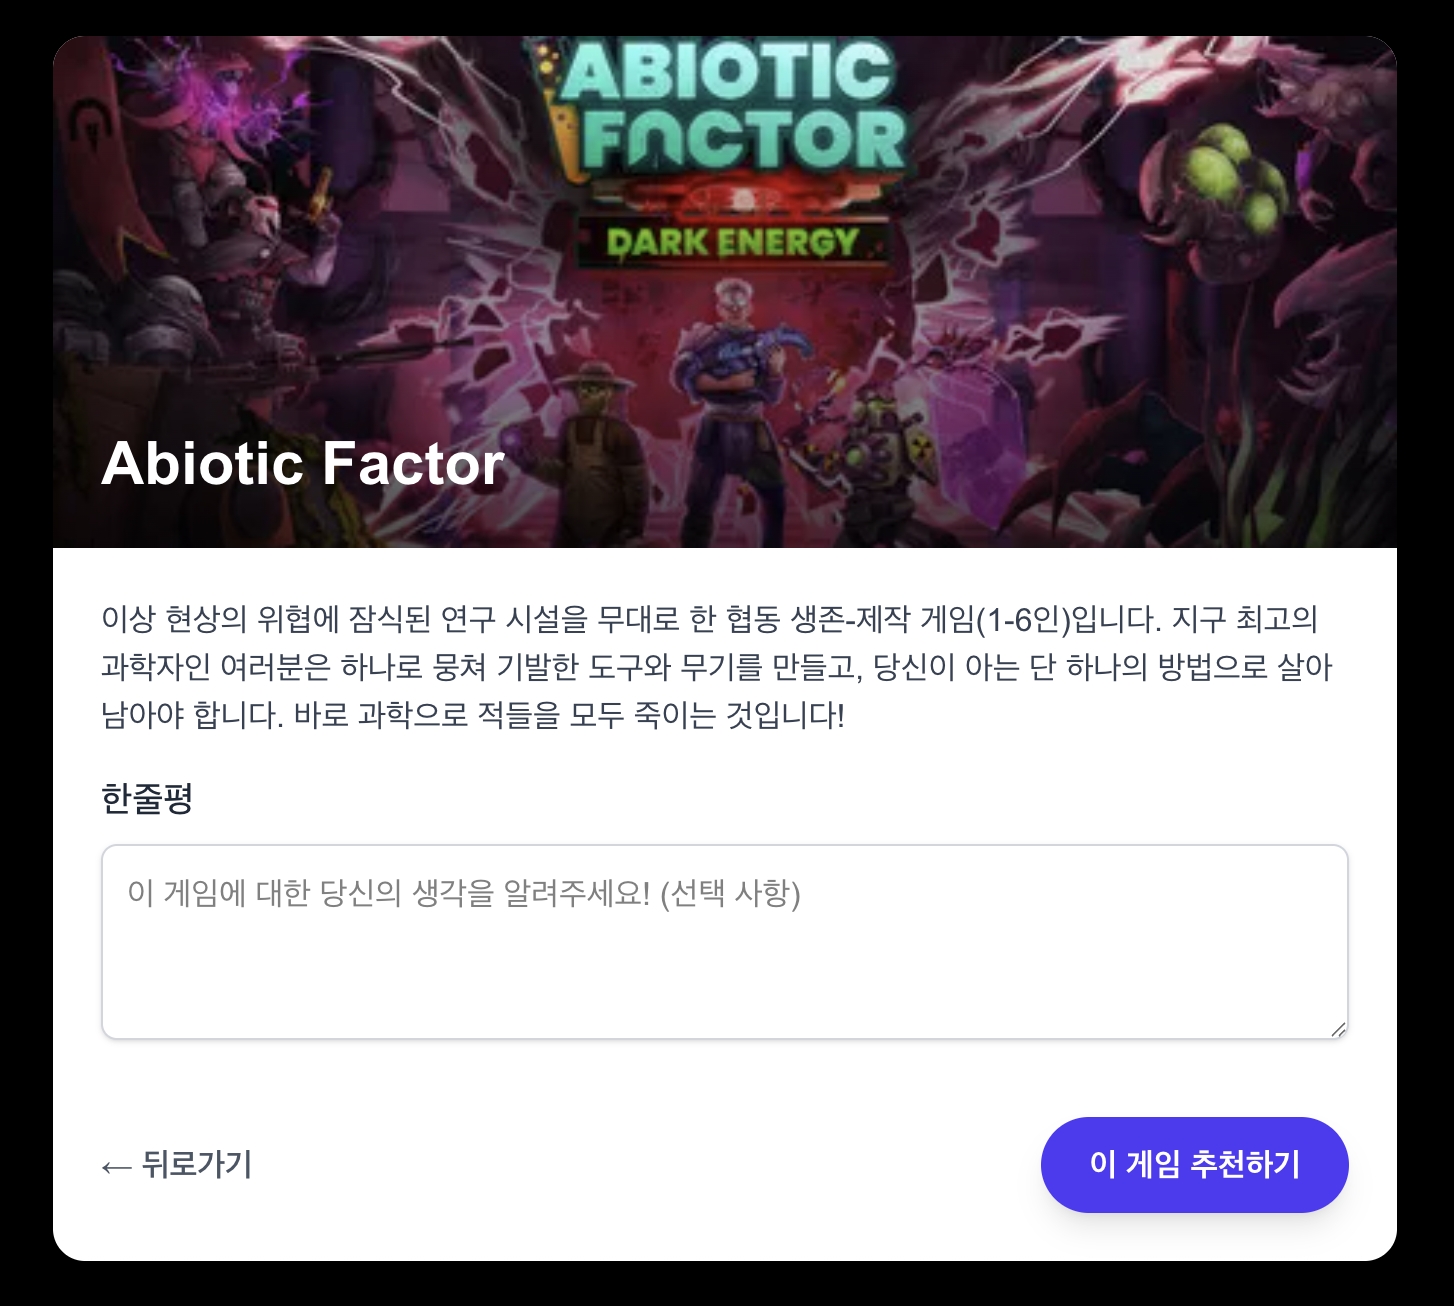 ABIOTIC
FACTOR
DARK ENERGY
Abiotic Factor
이상 현상의 위협에 잠식된 연구 시설을 무대로 한 협동 생존-제작 게임(1-6인)입니다. 지구 최고의
과학자인 여러분은 하나로 뭉쳐 기발한 도구와 무기를 만들고, 당신이 아는 단 하나의 방법으로 살아
남아야 합니다. 바로 과학으로 적들을 모두 죽이는 것입니다!
한줄평
이 게임에 대한 당신의 생각을 알려주세요! (선택 사항)
← 뒤로가기
이 게임 추천하기